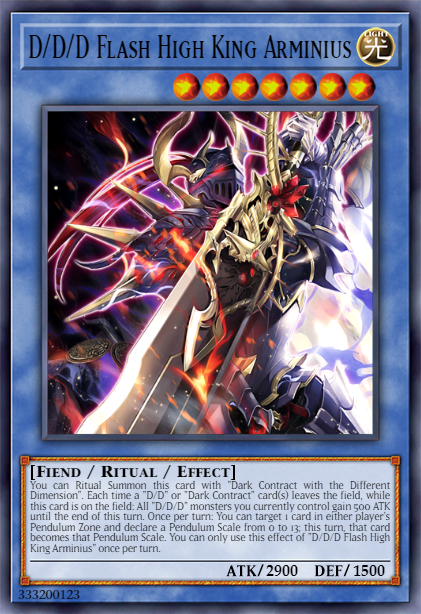 D/D/D Flash High King Arminius
LIGHT
光
[Fiend / Ritual / Effect]
You can Ritual Summon this card with "Dark Contract with the Different
Dimension". Each time a "D/D" or "Dark Contract" card(s) leaves the field, while
this card is on the field: All "D/D/D" monsters you currently control gain 500 ATK
until the end of this turn. Once per turn: You can target 1 card in either player's
Pendulum Zone and declare a Pendulum Scale from 0 to 13; this turn, that card
becomes that Pendulum Scale. You can only use this effect of "D/D/D Flash High
King Arminius" once per turn.
ATK/2900 DEF/1500
333200123